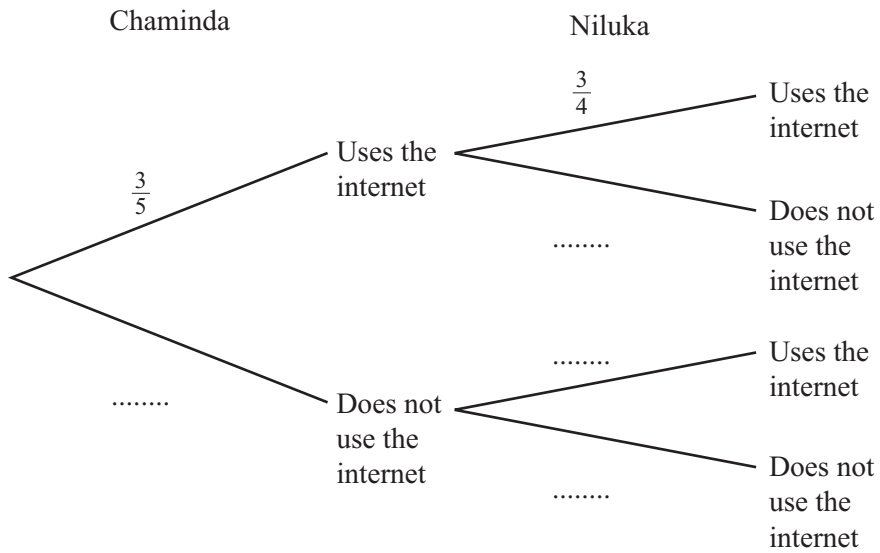 Chaminda
Niluka
3/4
Uses the
internet
3/5
Uses the
internet
Does not
use the
internet
........
........
Uses the
internet
........
Does not
use the
internet
........
Does not
use the
internet